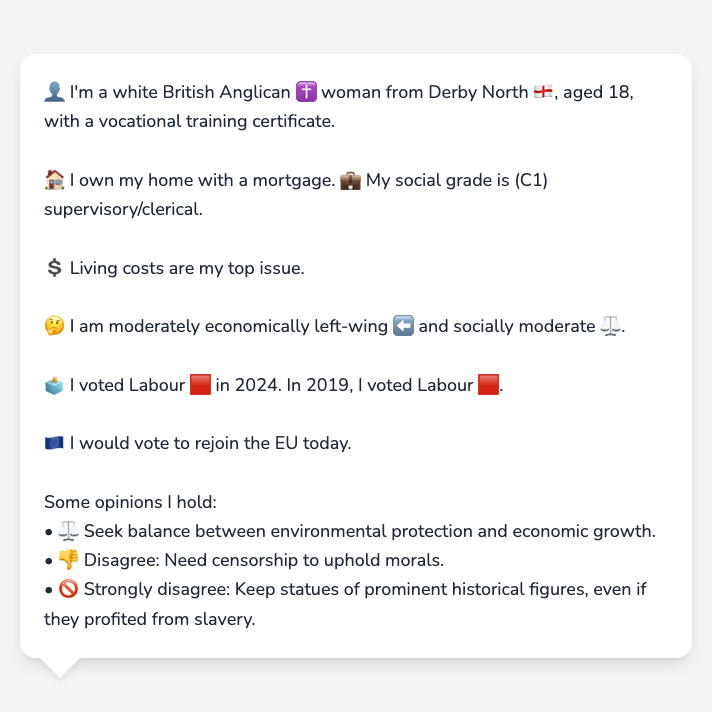 👤 I'm a white British Anglican ✝️ woman from Derby North 🏴󠁧󠁢󠁥󠁮󠁧󠁿, aged 18,
with a vocational training certificate.
🏠 I own my home with a mortgage. 💼 My social grade is (C1)
supervisory/clerical.
💲 Living costs are my top issue.
🤔 I am moderately economically left-wing ⬅️ and socially moderate ⚖️.
🗳️ I voted Labour 🟥 in 2024. In 2019, I voted Labour 🟥.
🇪🇺 I would vote to rejoin the EU today.
Some opinions I hold:
• ⚖️ Seek balance between environmental protection and economic growth.
• 👎 Disagree: Need censorship to uphold morals.
• 🚫 Strongly disagree: Keep statues of prominent historical figures, even if
they profited from slavery.